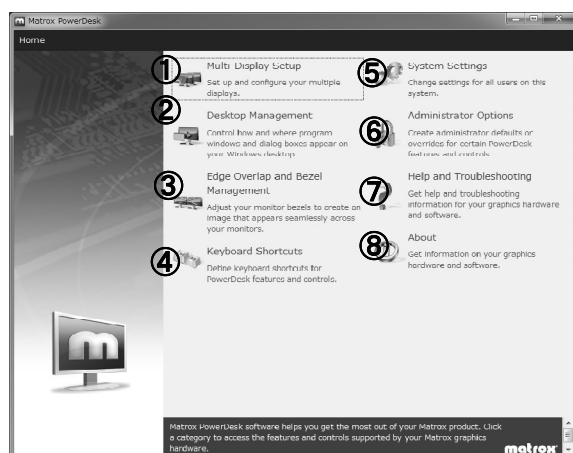 Matrox PowerDesk
Home
① Multi-Display Setup
Set up and configure your multiple
displays.
② Desktop Management
Control how and where program
windows and dialog boxes appear on
your Windows desktop.
③ Edge Overlap and Bezel
Management
Adjust your monitor bezels to create an
image that appears seamlessly across
your monitors.
④ Keyboard Shortcuts
Define keyboard shortcuts for
PowerDesk features and controls.
⑤ System Settings
Change settings for all users on this
system.
⑥ Administrator Options
Create administrator defaults or
overrides for certain PowerDesk
features and controls.
⑦ Help and Troubleshooting
Get help and troubleshooting
information for your graphics hardware
and software.
⑧ About
Get information on your graphics
hardware and software.
m
Matrox PowerDesk software helps you get the most out of your Matrox product. Click
a category to access the features and controls supported by your Matrox graphics
hardware.
matrox